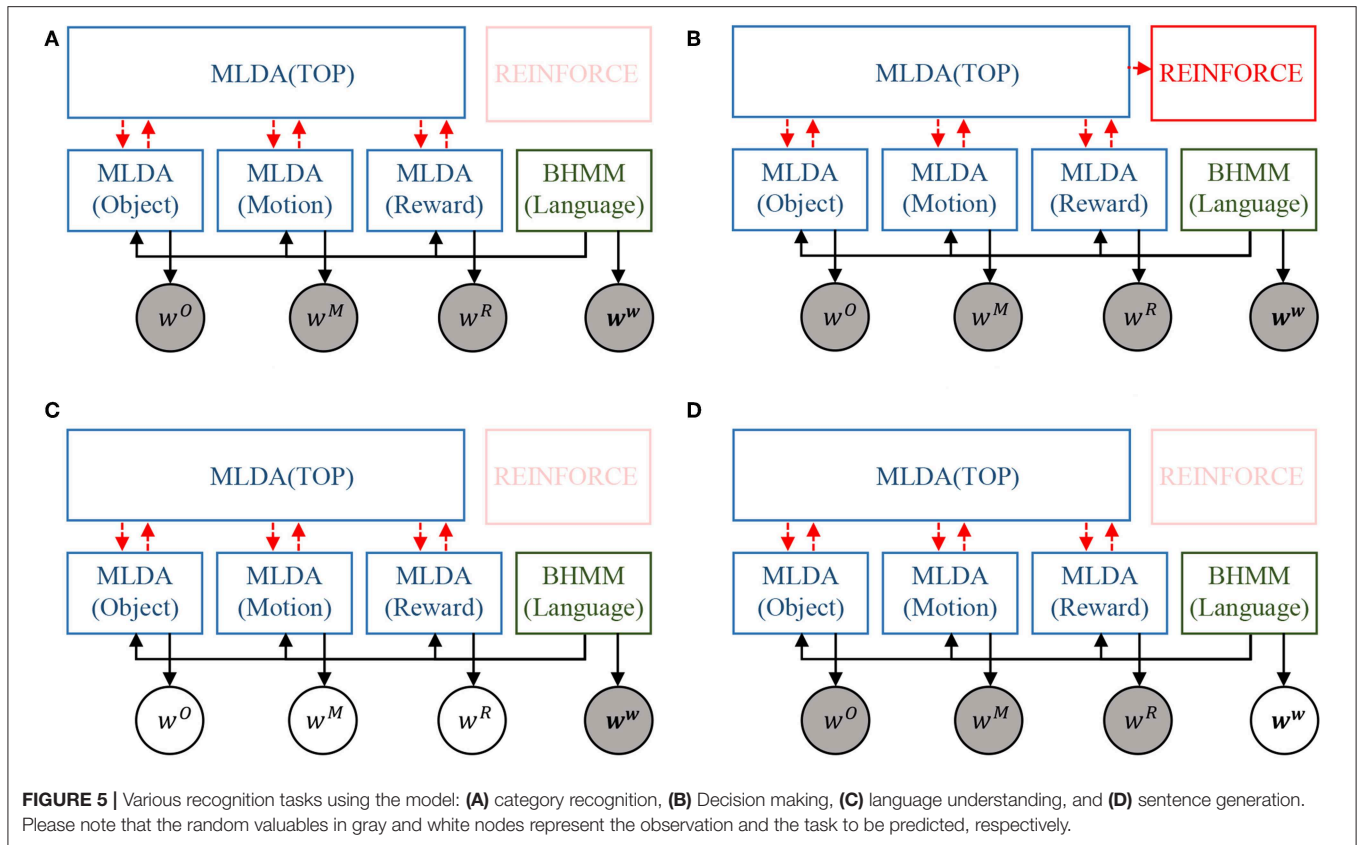 A
MLDA(TOP)
REINFORCE
MLDA
(Object)
MLDA
(Motion)
MLDA
(Reward)
BHMM
(Language)
w^O
w^M
w^R
w^w
B
MLDA(TOP)
REINFORCE
MLDA
(Object)
MLDA
(Motion)
MLDA
(Reward)
BHMM
(Language)
w^O
w^M
w^R
w^w
C
MLDA(TOP)
REINFORCE
MLDA
(Object)
MLDA
(Motion)
MLDA
(Reward)
BHMM
(Language)
w^O
w^M
w^R
w^w
D
MLDA(TOP)
REINFORCE
MLDA
(Object)
MLDA
(Motion)
MLDA
(Reward)
BHMM
(Language)
w^O
w^M
w^R
w^w
FIGURE 5 | Various recognition tasks using the model: (A) category recognition, (B) Decision making, (C) language understanding, and (D) sentence generation.
Please note that the random valuables in gray and white nodes represent the observation and the task to be predicted, respectively.